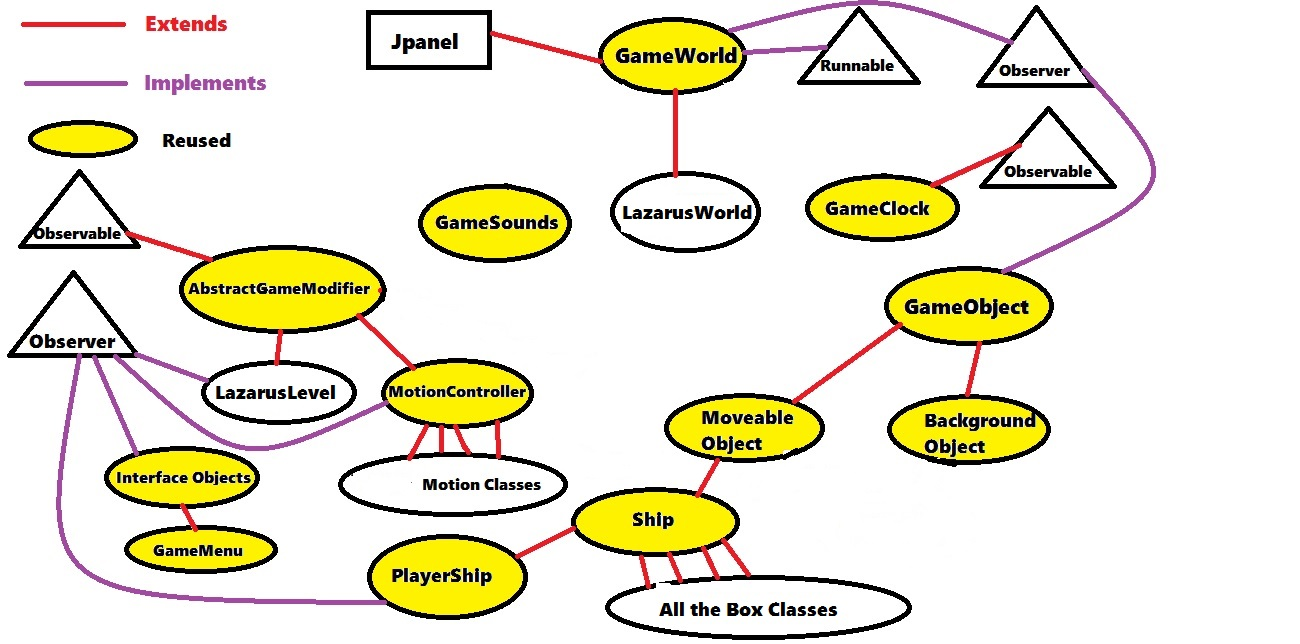 Extends
Implements
Reused
Jpanel
GameWorld
Runnable
Observer
Observable
GameClock
LazarusWorld
GameSounds
Observable
AbstractGameModifier
Observer
LazarusLevel
MotionController
GameObject
Moveable
Object
Background
Object
Interface Objects
Motion Classes
GameMenu
Ship
PlayerShip
All the Box Classes